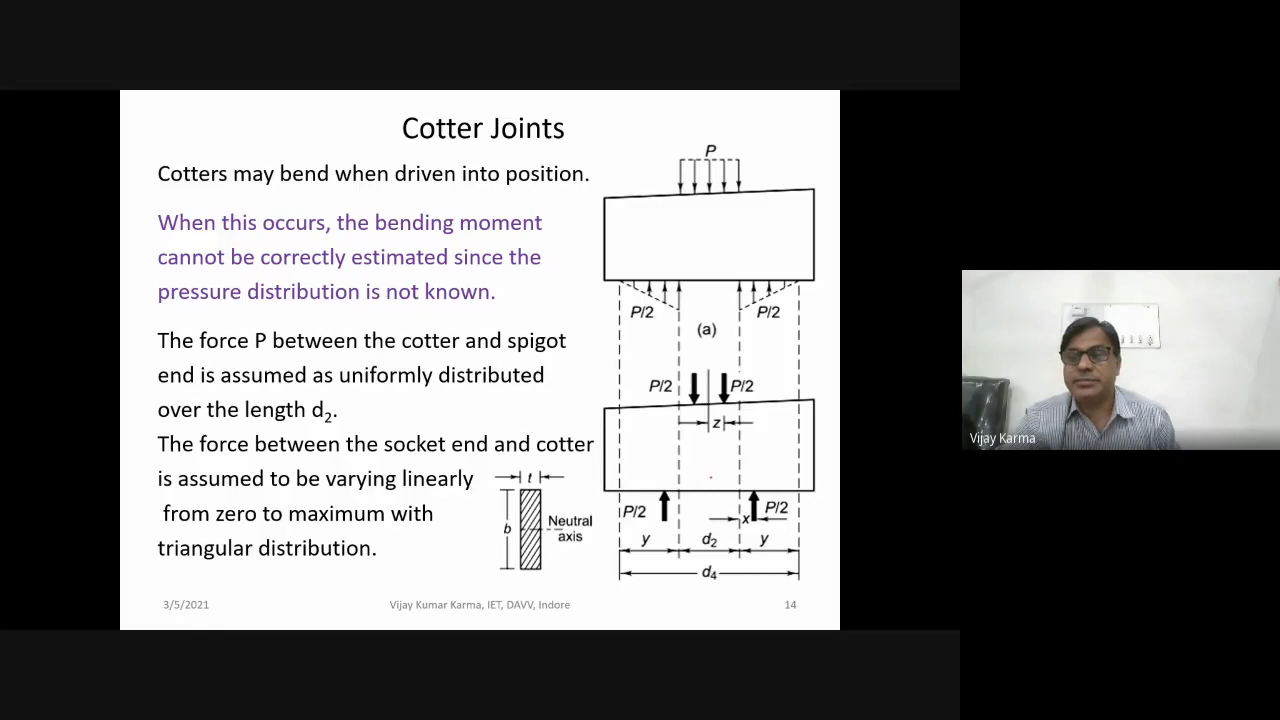 Cotter Joints
Cotters may bend when driven into position.
When this occurs, the bending moment
cannot be correctly estimated since the
pressure distribution is not known.
The force P between the cotter and spigot
end is assumed as uniformly distributed
over the length d2.
The force between the socket end and cotter
is assumed to be varying linearly
from zero to maximum with
triangular distribution.
t
b
Neutral
axis
P
P/2
P/2
(a)
P/2
P/2
z
P/2
P/2
x
y
d2
y
d4
3/5/2021
Vijay Kumar Karma, IET, DAVV, Indore
14
Vijay Karma